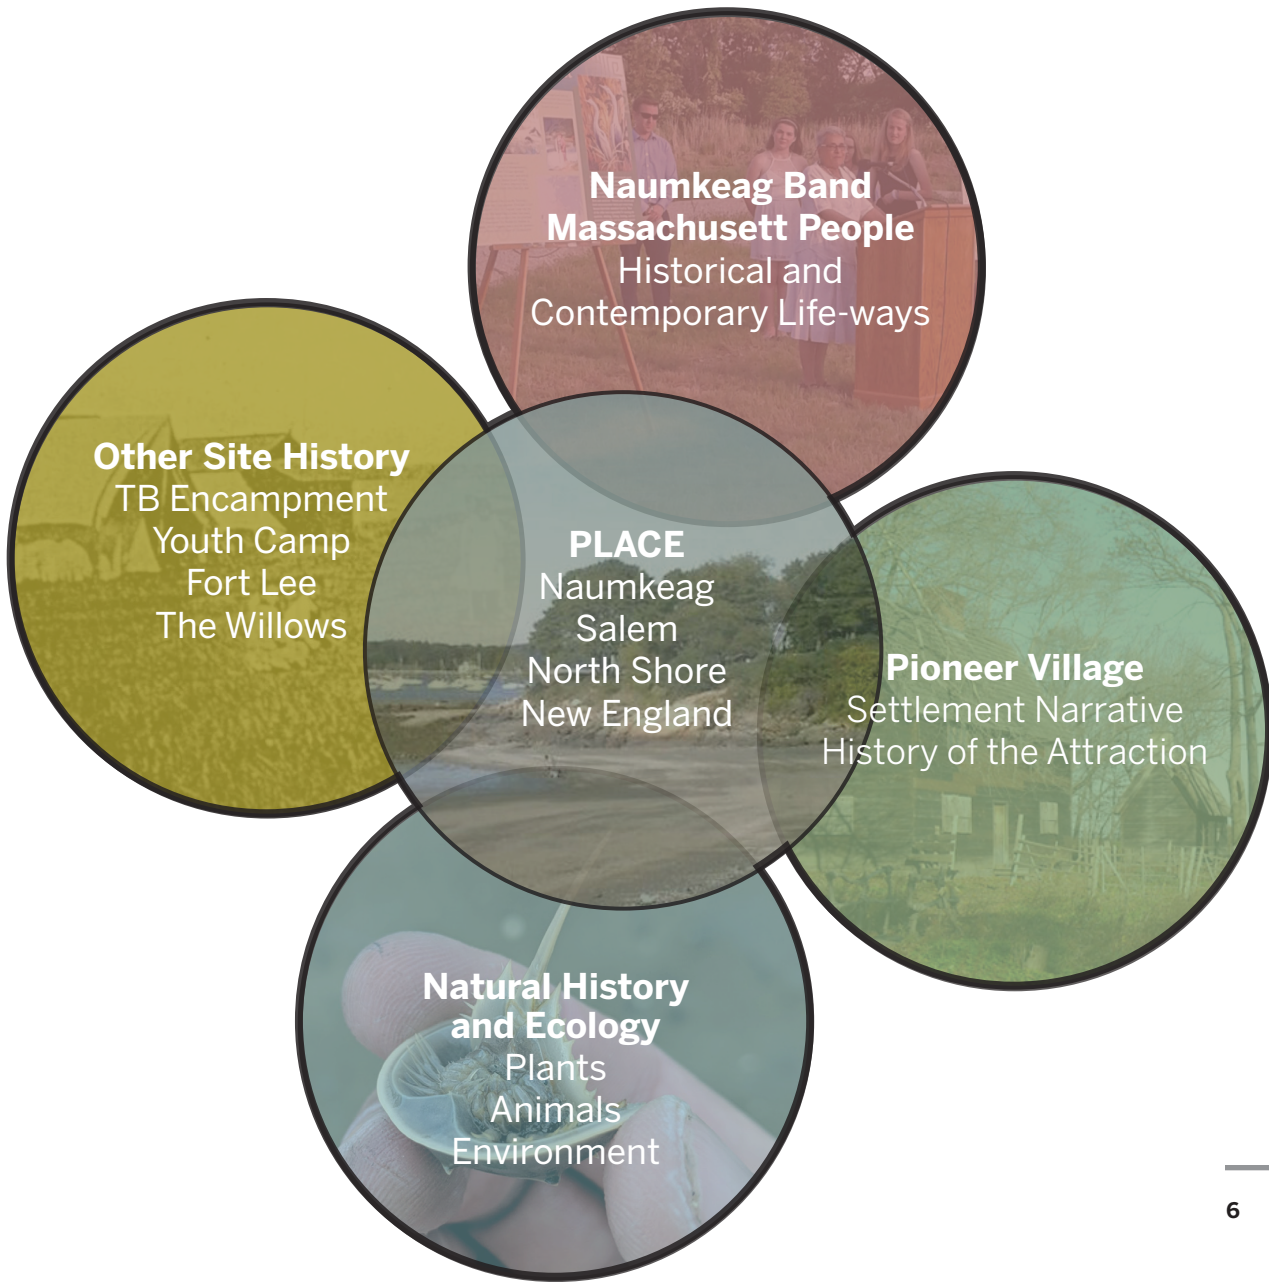 Naumkeag Band
Massachusett People
Historical and
Contemporary Life-ways
Other Site History
TB Encampment
Youth Camp
Fort Lee
The Willows
PLACE
Naumkeag
Salem
North Shore
New England
Pioneer Village
Settlement Narrative
History of the Attraction
Natural History
and Ecology
Plants
Animals
Environment
6